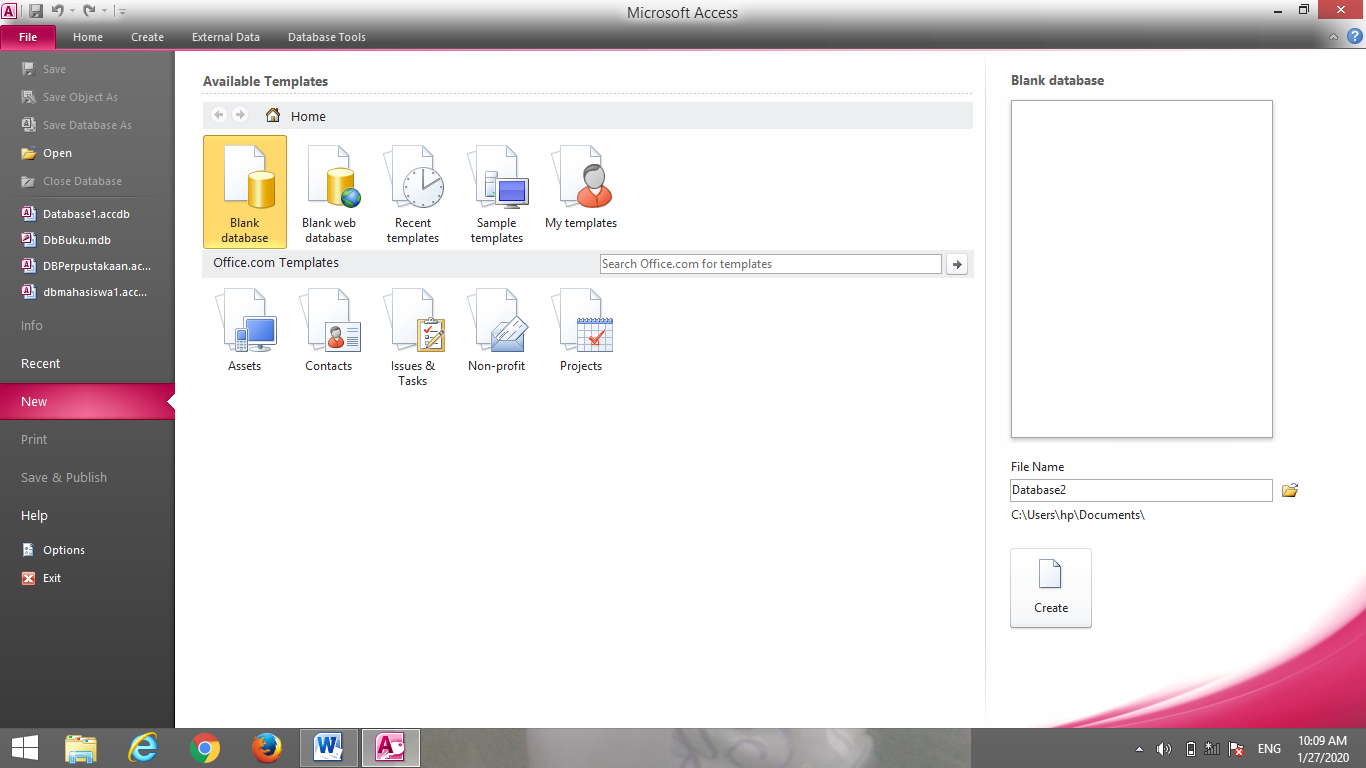 Microsoft Access
File Home Create External Data Database Tools
Save
Save Object As
Save Database As
Open
Close Database
Database1.accdb
DbBuku.mdb
DBPerpustakaan.ac...
dbmahasiswa1.acc...
Info
Recent
New
Print
Save & Publish
Help
Options
Exit
Available Templates
Home
Blank database
Blank web database
Recent templates
Sample templates
My templates
Office.com Templates
Search Office.com for templates
Assets
Contacts
Issues & Tasks
Non-profit
Projects
Blank database
File Name
Database2
C:\Users\hp\Documents\
Create
ENG
10:09 AM
1/27/2020